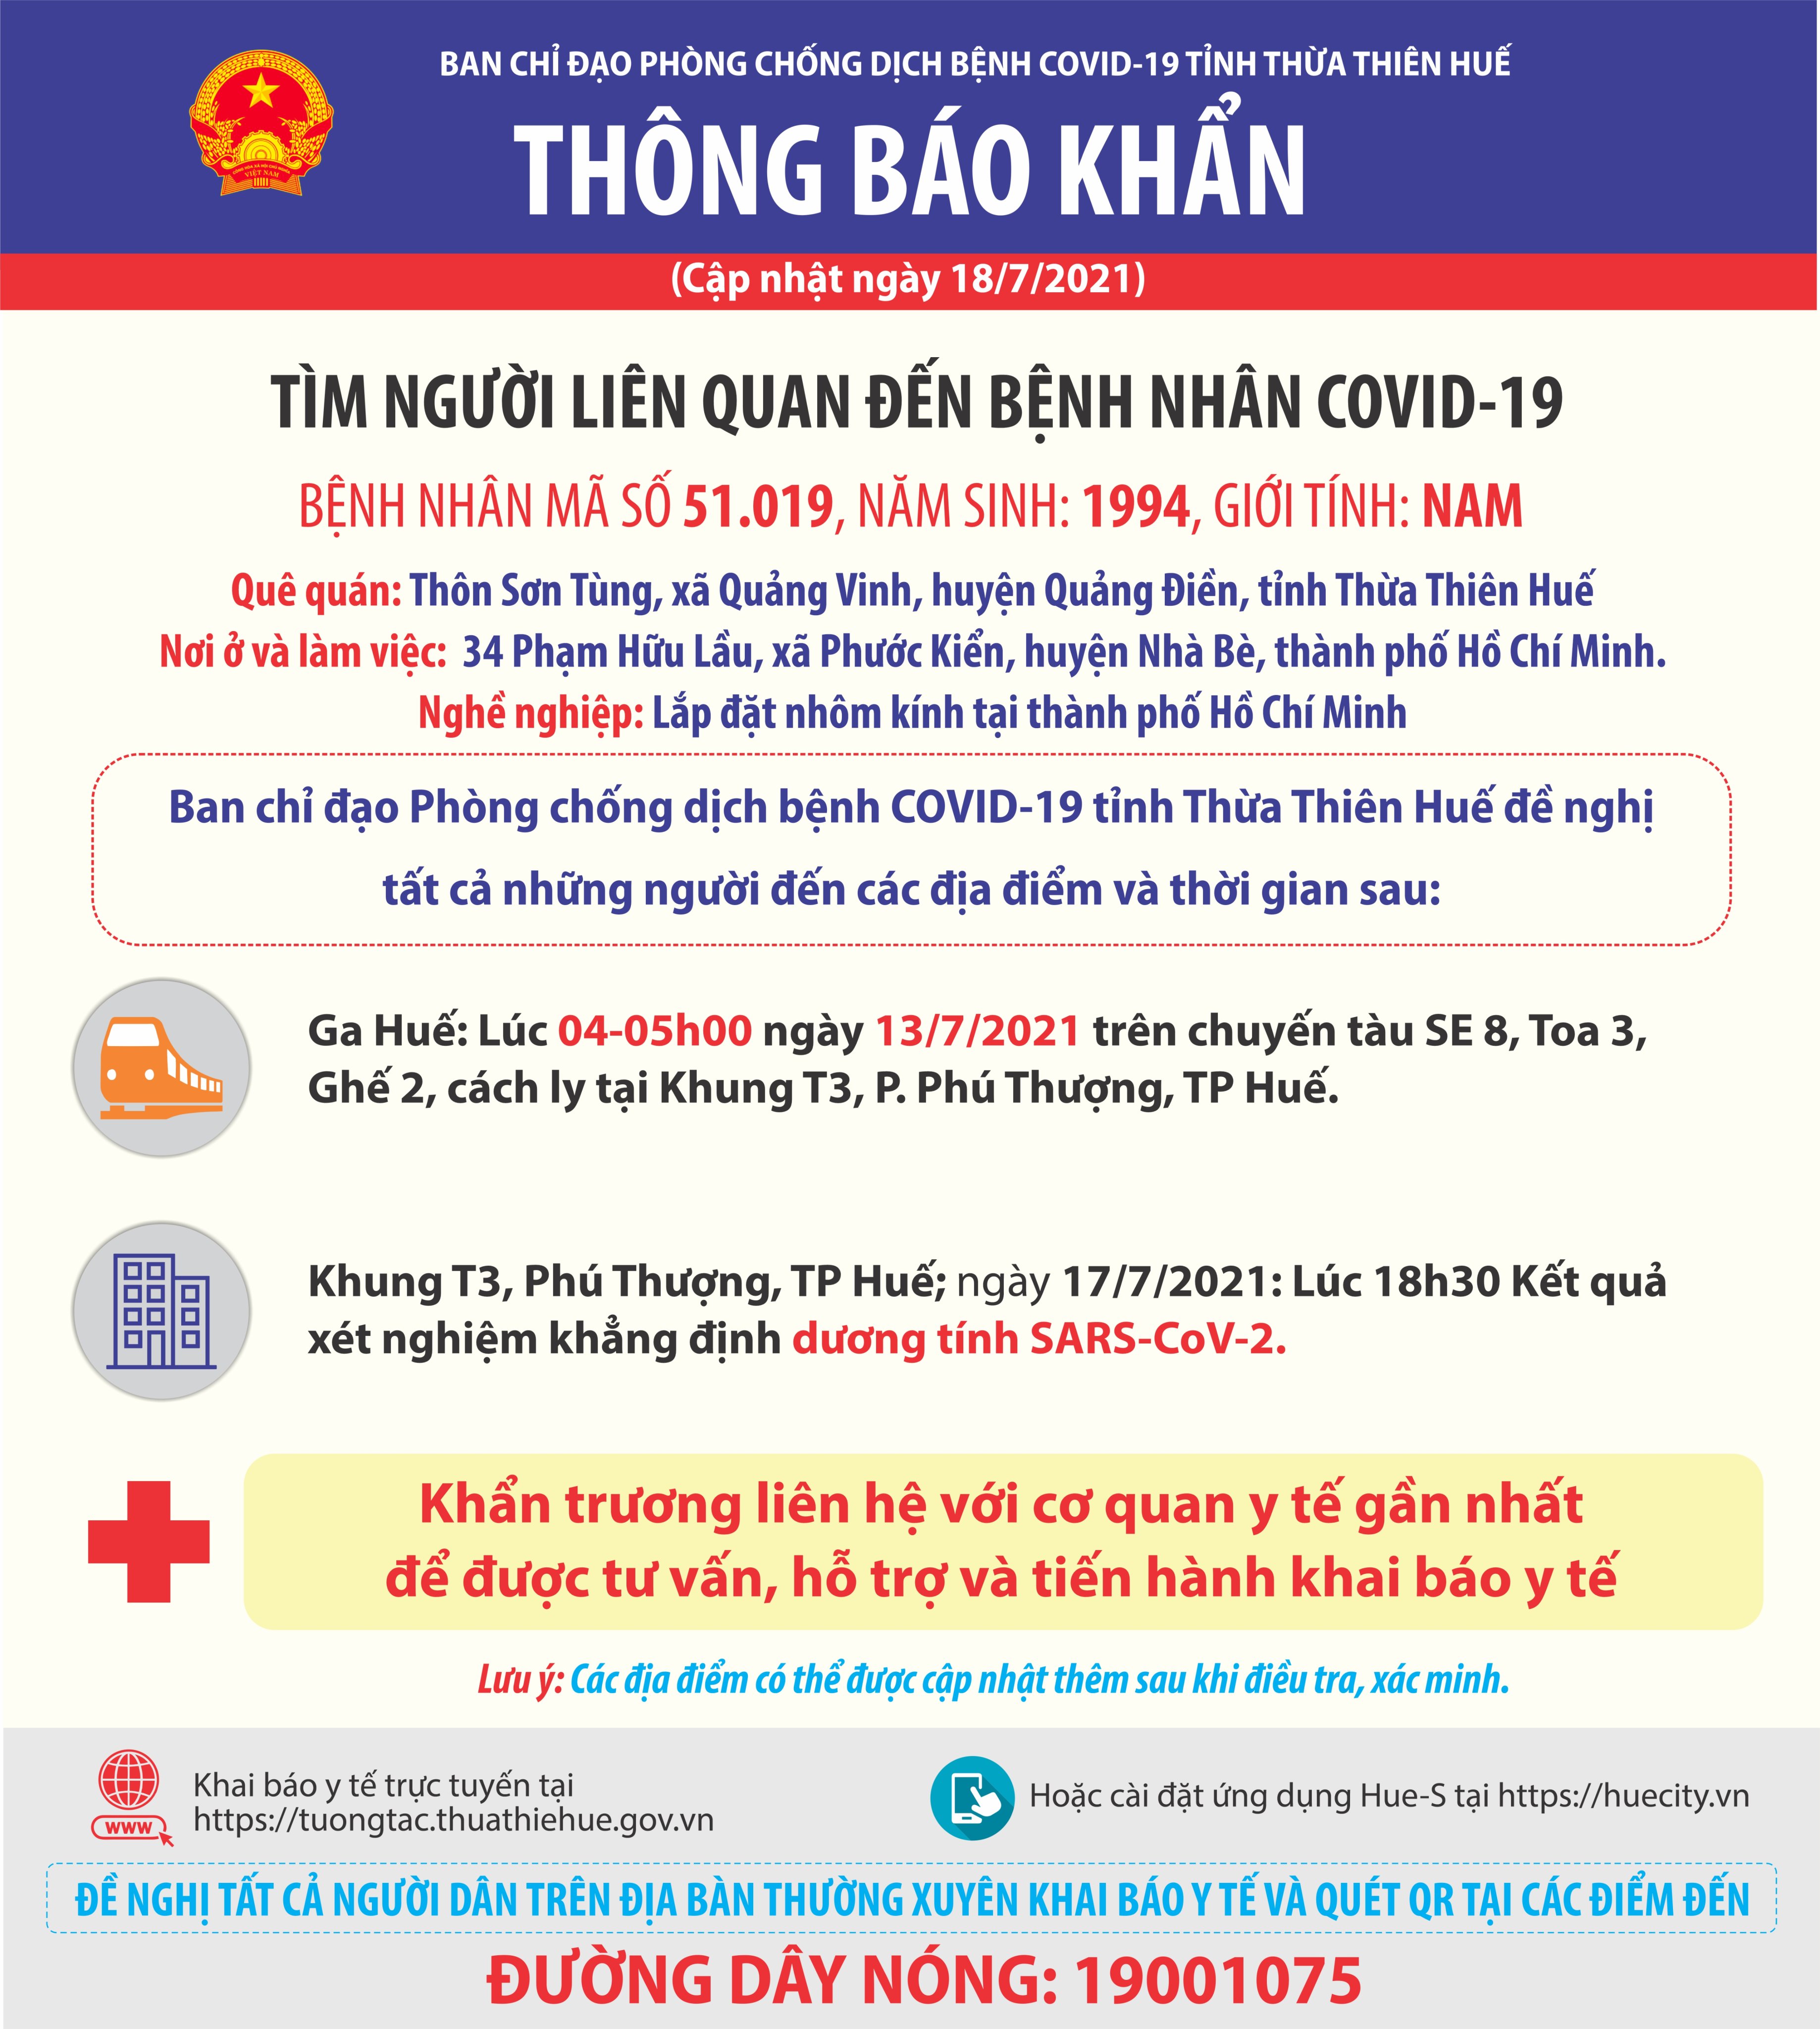 BAN CHỈ ĐẠO PHÒNG CHỐNG DỊCH BỆNH COVID-19 TỈNH THỪA THIÊN HUẾ
THÔNG BÁO KHẨN
CỘNG HÒA XÃ HỘI CHỦ NGHĨA
VIỆT NAM
(Cập nhật ngày 18/7/2021)
TÌM NGƯỜI LIÊN QUAN ĐẾN BỆNH NHÂN COVID-19
BỆNH NHÂN MÃ SỐ 51.019, NĂM SINH: 1994, GIỚI TÍNH: NAM
Quê quán: Thôn Sơn Tùng, xã Quảng Vinh, huyện Quảng Điền, tỉnh Thừa Thiên Huế
Nơi ở và làm việc: 34 Phạm Hữu Lầu, xã Phước Kiển, huyện Nhà Bè, thành phố Hồ Chí Minh.
Nghề nghiệp: Lắp đặt nhôm kính tại thành phố Hồ Chí Minh
Ban chỉ đạo Phòng chống dịch bệnh COVID-19 tỉnh Thừa Thiên Huế đề nghị
tất cả những người đến các địa điểm và thời gian sau:
Ga Huế: Lúc 04-05h00 ngày 13/7/2021 trên chuyến tàu SE 8, Toa 3,
Ghế 2, cách ly tại Khung T3, P. Phú Thượng, TP Huế.
Khung T3, Phú Thượng, TP Huế; ngày 17/7/2021: Lúc 18h30 Kết quả
xét nghiệm khẳng định dương tính SARS-CoV-2.
Khẩn trương liên hệ với cơ quan y tế gần nhất
để được tư vấn, hỗ trợ và tiến hành khai báo y tế
Lưu ý: Các địa điểm có thể được cập nhật thêm sau khi điều tra, xác minh.
Khai báo y tế trực tuyến tại
https://tuongtac.thuathiehue.gov.vn
www
Hoặc cài đặt ứng dụng Hue-S tại https://huecity.vn
ĐỀ NGHỊ TẤT CẢ NGƯỜI DÂN TRÊN ĐỊA BÀN THƯỜNG XUYÊN KHAI BÁO Y TẾ VÀ QUÉT QR TẠI CÁC ĐIỂM ĐẾN
ĐƯỜNG DÂY NÓNG: 19001075